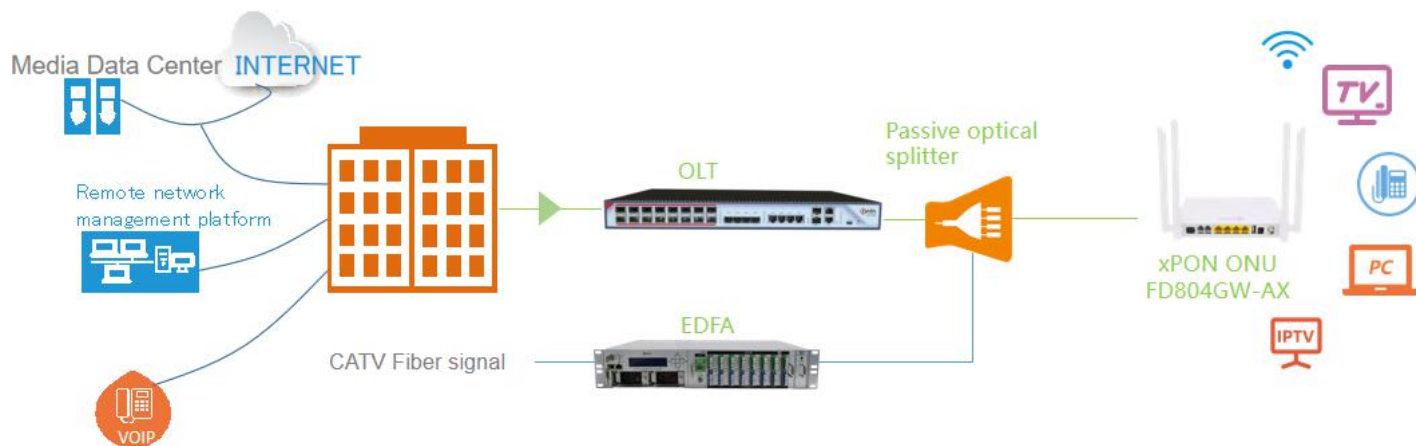 Media Data Center
INTERNET
Remote network
management platform
VOIP
OLT
Passive optical
splitter
EDFA
CATV Fiber signal
xPON ONU
FD804GW-AX
TV
PC
IPTV